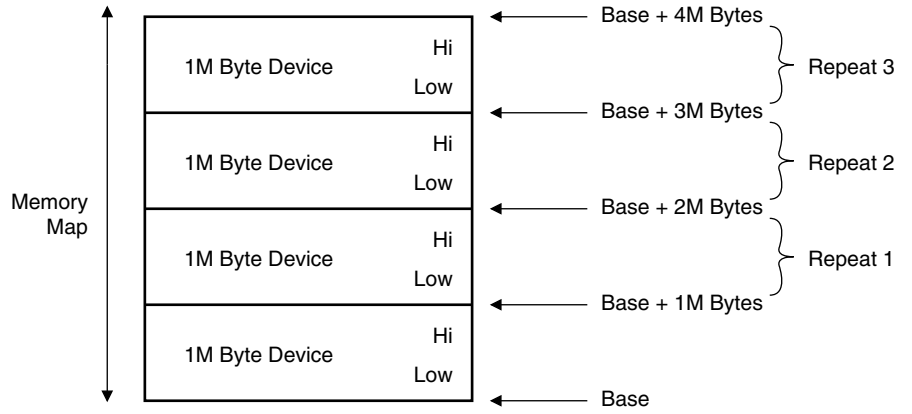 Base + 4M Bytes
Hi
1M Byte Device
Low
Repeat 3
Base + 3M Bytes
Hi
1M Byte Device
Low
Repeat 2
Memory
Map
Base + 2M Bytes
Hi
1M Byte Device
Low
Repeat 1
Base + 1M Bytes
Hi
1M Byte Device
Low
Base